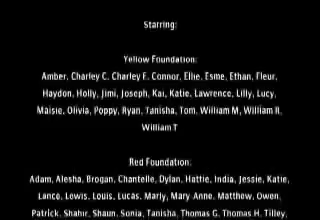 Starring:
Yellow Foundation:
Amber, Charley C, Charley E, Connor, Ellie, Esme, Ethan, Fleur,
Haydon, Holly, Jimi, Joseph, Kai, Katie, Lawrence, Lilly, Lucy,
Maisie, Olivia, Poppy, Ryan, Tanisha, Tom, William M, William R,
William T
Red Foundation:
Adam, Alesha, Brogan, Chantelle, Dylan, Hattie, India, Jessie, Katie,
Lance, Lewis, Louis, Lucas, Marly, Mary-Anne, Matthew, Owen,
Patrick, Shahir, Shaun, Sonia, Tanisha, Thomas G, Thomas H, Tilley,